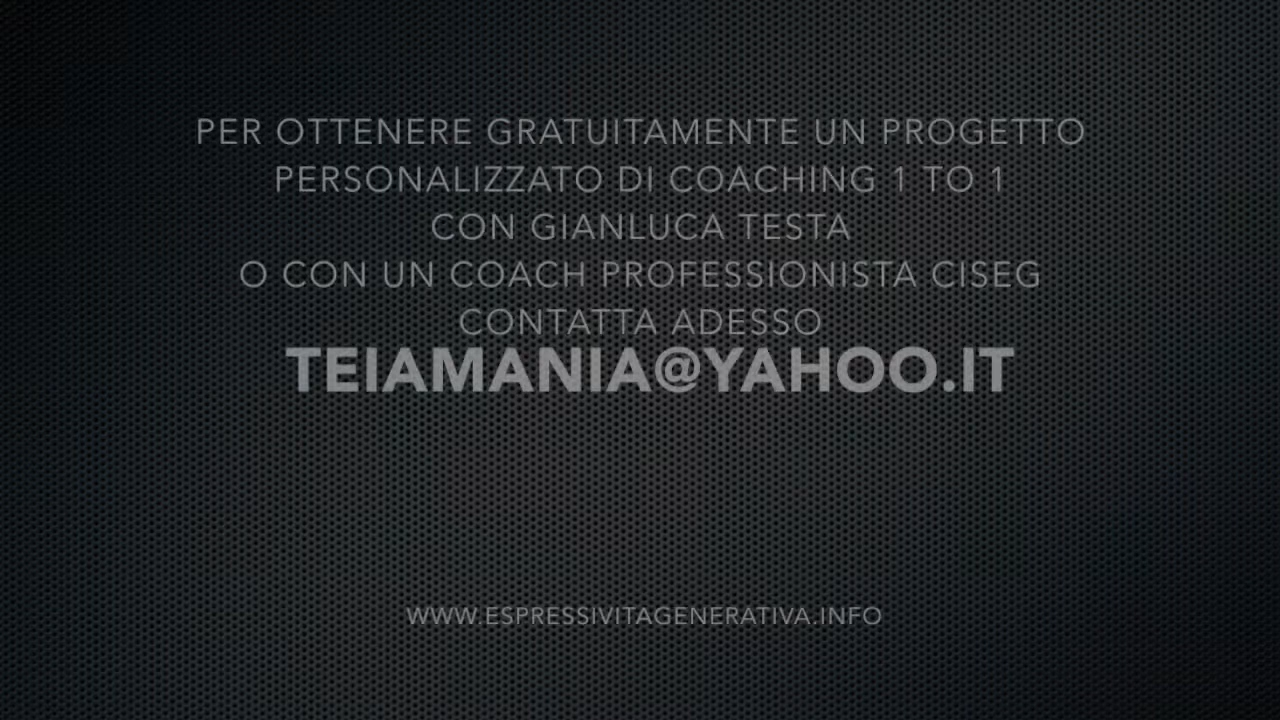 PER OTTENERE GRATUITAMENTE UN PROGETTO
PERSONALIZZATO DI COACHING 1 TO 1
CON GIANLUCA TESTA
O CON UN COACH PROFESSIONISTA CISEG
CONTATTA ADESSO
TEIAMANIA@YAHOO.IT
WWW.ESPRESSIVITAGENERATIVA.INFO